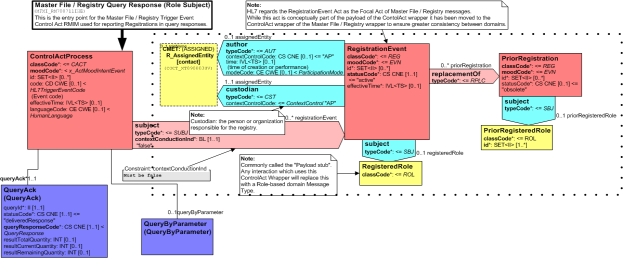 Master File / Registry Query Response (Role Subject)
(MFMI_RM700712UV)
This is the entry point for the Master File / Registry Trigger Event
Control Act RMIM used for reporting Registrations in query responses.
Note:
HL7 regards the RegistrationEvent as the Focal Act of Master File / Registry messages.
While this act is conceptually part of the payload of the ControlAct wrapper it has been moved to the
ControlAct wrapper of the Master File / Registry wrapper to ensure greater consistency between domains.
ControlActProcess
classCode*: <= CACT
moodCode*: < x_ActMoodIntentEvent
id: SET<II> [0..*]
code: CD CWE [0..1] <
HL7TriggerEventCode
(Event code)
effectiveTime: IVL<TS> [0..1]
languageCode: CE CWE [0..1] <
HumanLanguage
0..1 assignedEntity
CMET: (ASSIGNED)
R_AssignedEntity
[contact]
author
typeCode*: <= AUT
contextControlCode: CS CNE [0..1] <= "AP"
time: IVL<TS> [0..1]
(time of creation or performance)
modeCode: CE CWE [0..1] < ParticipationMode
1..1 assignedEntity
custodian
typeCode*: <= CST
contextControlCode: <= ContextControl "AP"
Note:
Custodian: the person or organization
responsible for the registry.
0..* registrationEvent
subject
typeCode*: <= SUBJ
contextConductionInd*: BL [1..1]
"false"
Constraint: contextConductionInd
Must be false
RegistrationEvent
classCode*: <= REG
moodCode*: <= EVN
id: SET<II> [0..*]
statusCode*: CS CNE [1..1]
<= "active"
effectiveTime*: IVL<TS> [0..1]
0..* priorRegistration
replacementOf
typeCode*: <= RPLC
PriorRegistration
classCode*: <= REG
moodCode*: <= EVN
id*: SET<II> [1..*]
statusCode*: CS CNE [1..1] <=
"obsolete"
subject
typeCode*: <= SBJ
0..1 priorRegisteredRole
PriorRegisteredRole
classCode*: <= ROL
id*: SET<II> [1..*]
subject
typeCode*: <= SBJ
0..1 registeredRole
Note:
Commonly called the "Payload stub".
Any interaction which uses this
ControlAct Wrapper will replace this
with a Role-based domain Message
Type.
RegisteredRole
classCode*: <= ROL
queryAck*1..1
QueryAck
(QueryAck)
queryId: II [0..1]
statusCode*: CS CNE [1..1] <=
"deliveredResponse"
queryResponseCode*: CS CNE [1..1] <
QueryResponse
resultTotalQuantity: INT [0..1]
resultCurrentQuantity: INT [0..1]
resultRemainingQuantity: INT [0..1]
0..1queryByParameter
QueryByParameter
(QueryByParameter)